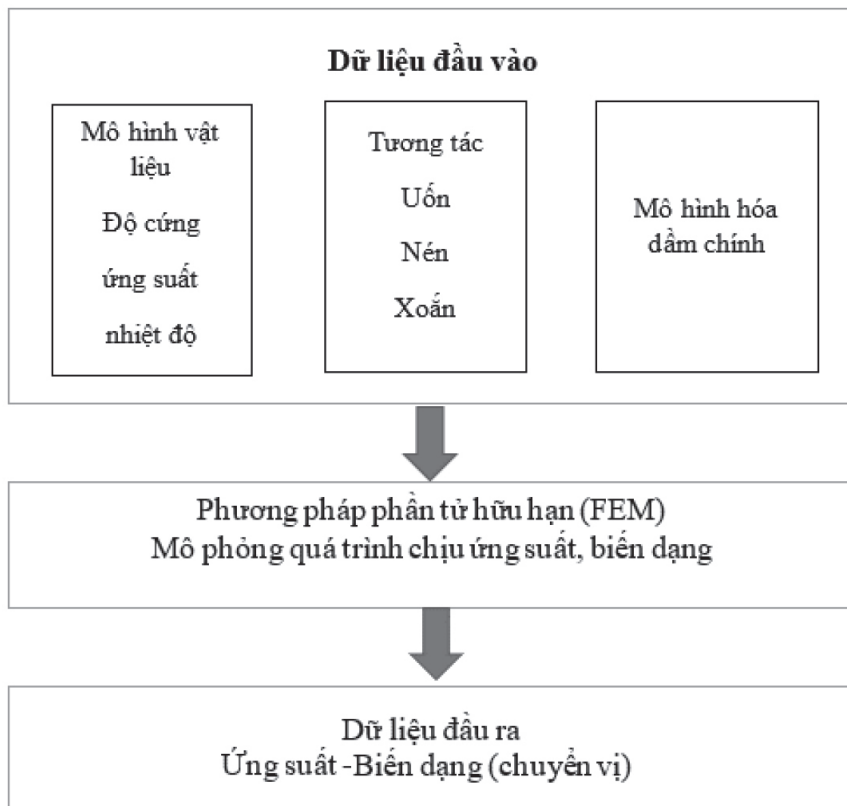 Dữ liệu đầu vào
Mô hình vật
liệu
Độ cứng
ứng suất
nhiệt độ
Tương tác
Uốn
Nén
Xoắn
Mô hình hóa
dầm chính
Phương pháp phần tử hữu hạn (FEM)
Mô phỏng quá trình chịu ứng suất, biến dạng
Dữ liệu đầu ra
Ứng suất -Biến dạng (chuyển vị)